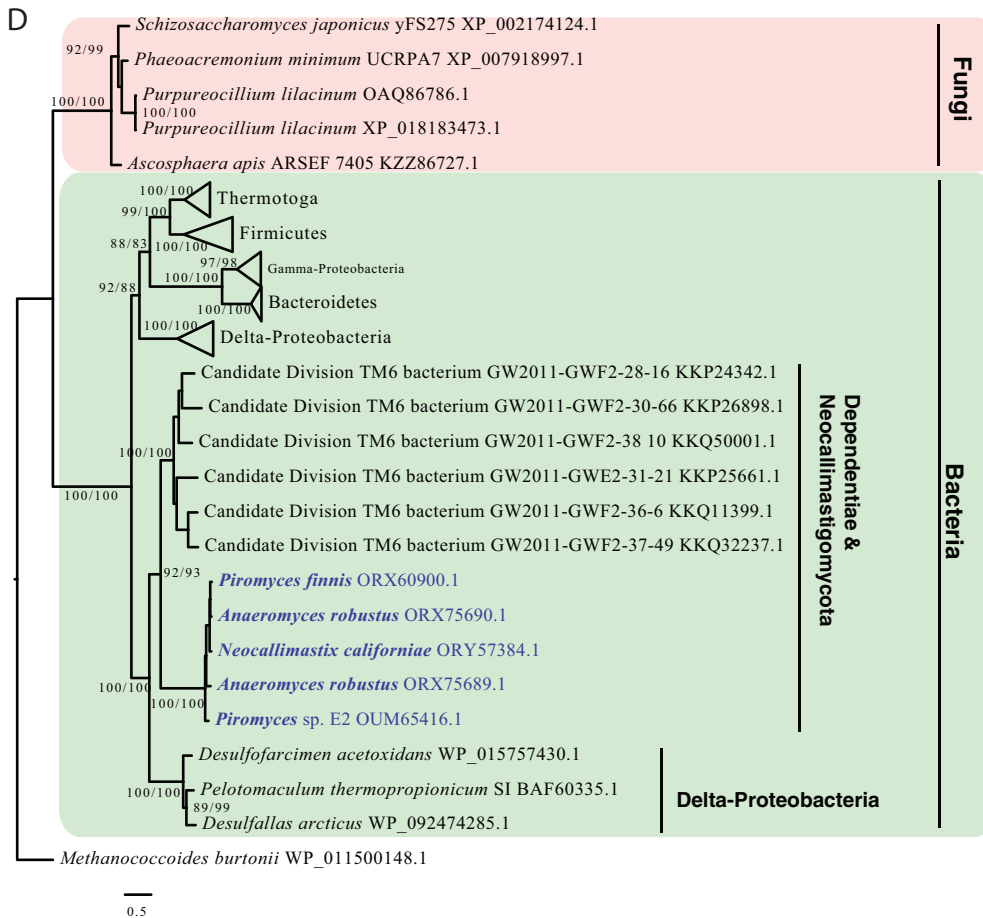 D
Schizosaccharomyces japonicus yFS275 XP_002174124.1
92/99
Phaeoacremonium minimum UCRPA7 XP_007918997.1
Purpureocillium lilacinum OAQ86786.1
100/100
100/100
Purpureocillium lilacinum XP_018183473.1
Ascosphaera apis ARSEF 7405 KZZ86727.1
Fungi
100/100
Thermotoga
99/100
Firmicutes
88/83
100/100
97/98
Gamma-Proteobacteria
100/100
92/88
Bacteroidetes
100/100
100/100
Delta-Proteobacteria
Candidate Division TM6 bacterium GW2011-GWF2-28-16 KKP24342.1
Candidate Division TM6 bacterium GW2011-GWF2-30-66 KKP26898.1
Candidate Division TM6 bacterium GW2011-GWF2-38 10 KKQ50001.1
100/100
Candidate Division TM6 bacterium GW2011-GWE2-31-21 KKP25661.1
100/100
Candidate Division TM6 bacterium GW2011-GWF2-36-6 KKQ11399.1
Candidate Division TM6 bacterium GW2011-GWF2-37-49 KKQ32237.1
92/93
Piromyces finnis ORX60900.1
Anaeromyces robustus ORX75690.1
Neocallimastix californiae ORY57384.1
Anaeromyces robustus ORX75689.1
100/100
100/100
Piromyces sp. E2 OUM65416.1
Dependentiae &
Neocallimastigomycota
Bacteria
Desulfofarcimen acetoxidans WP_015757430.1
100/100
Pelotomaculum thermopropionicum SI BAF60335.1
89/99
Desulfallas arcticus WP_092474285.1
Delta-Proteobacteria
Methanococcoides burtonii WP_011500148.1
0.5